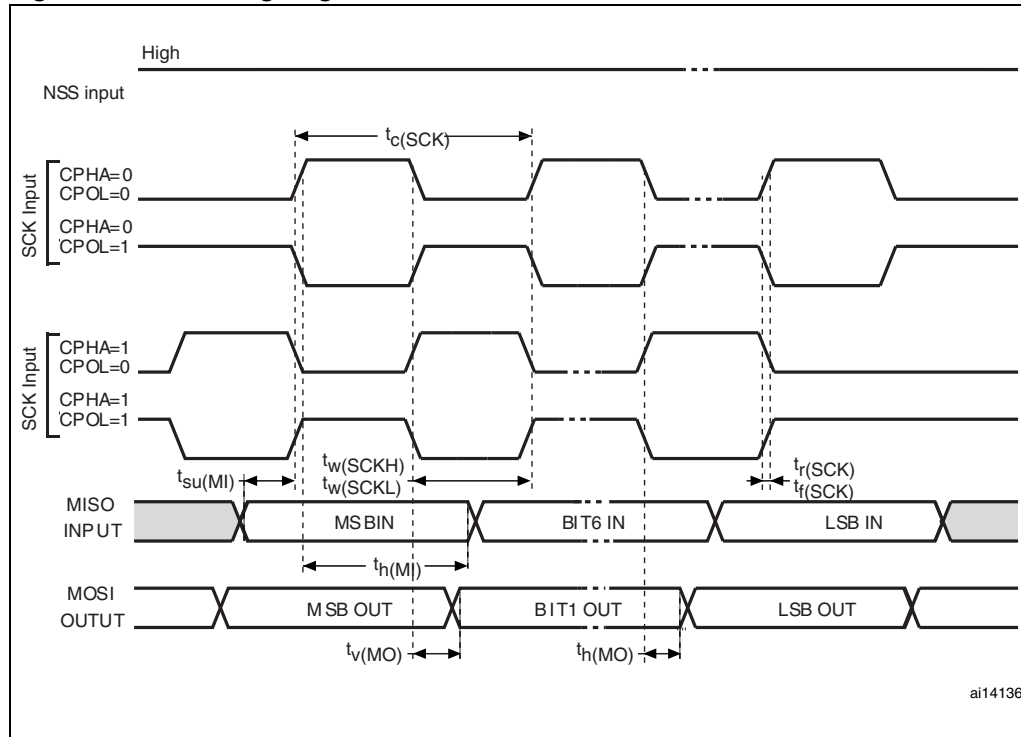 High
NSS input
tc(SCK)
SCK Input
CPHA=0
CPOL=0
CPHA=0
CPOL=1
SCK Input
CPHA=1
CPOL=0
CPHA=1
CPOL=1
tsu(MI)
tw(SCKH)
tw(SCKL)
tr(SCK)
tf(SCK)
MISO
INPUT
MSBIN
BIT6 IN
LSB IN
th(MI)
MOSI
OUTUT
MSB OUT
BIT1 OUT
LSB OUT
tv(MO)
th(MO)
ai14136